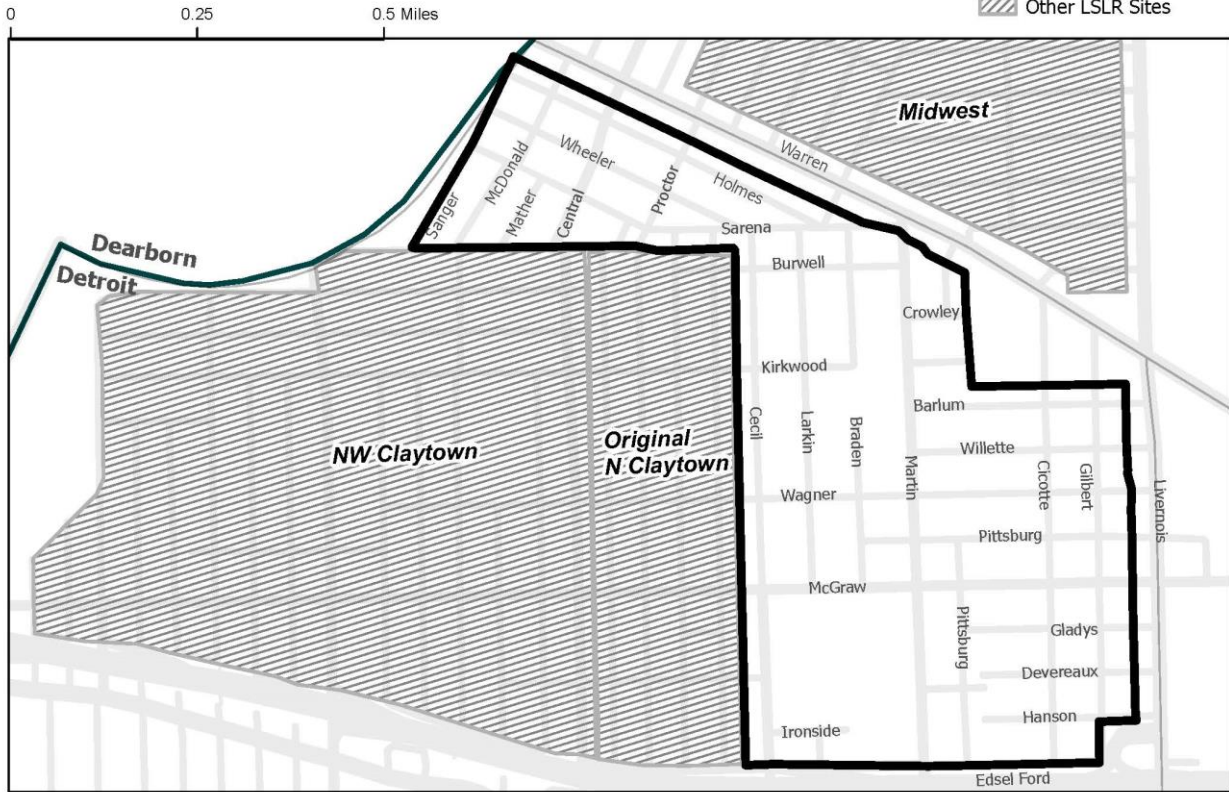 0 0.25 0.5 Miles
Other LSLR Sites
Midwest
Warren
Wheeler
McDonald
Holmes
Proctor
Mather
Central
Sanger
Sarena
Dearborn
Detroit
Burwell
Crowley
Kirkwood
Barlum
Cecil
Larkin
Braden
Original
N Claytown
NW Claytown
Willette
Martin
Cicotte
Gilbert
Livernois
Wagner
Pittsburg
McGraw
Pittsburg
Gladys
Devereaux
Hanson
Ironside
Edsel Ford